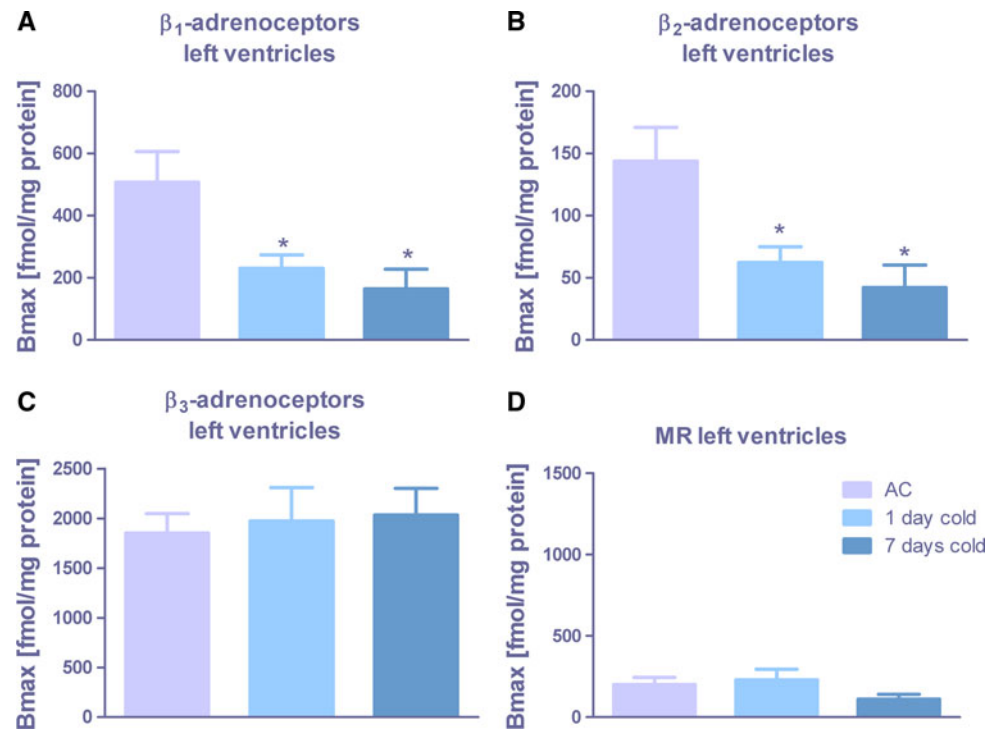 A
β1-adrenoceptors
left ventricles
Bmax [fmol/mg protein]
800
600
400
200
0
*
*
B
β2-adrenoceptors
left ventricles
Bmax [fmol/mg protein]
200
150
100
50
0
*
*
C
β3-adrenoceptors
left ventricles
Bmax [fmol/mg protein]
2500
2000
1500
1000
500
0
D
MR left ventricles
Bmax [fmol/mg protein]
1500
1000
500
0
AC
1 day cold
7 days cold